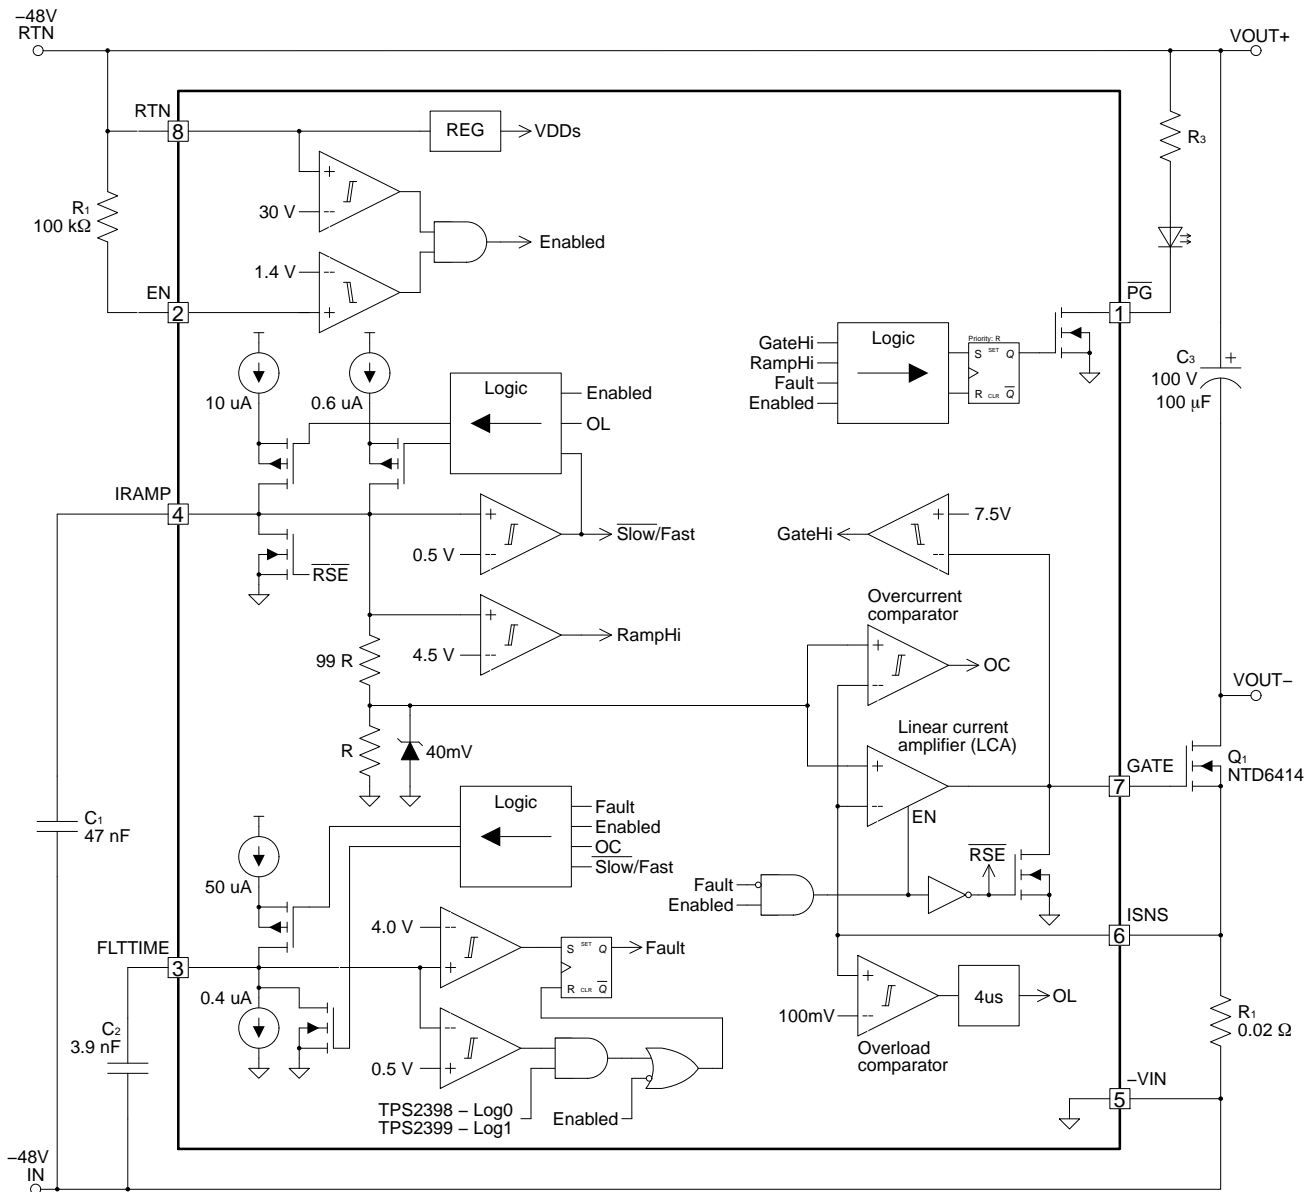 −48V
RTN
VOUT+
RTN
8
REG
VDDs
R3
R1
100 kΩ
30 V
--
+
Enabled
1.4 V
--
+
EN
2
PG
1
GateHi
RampHi
Fault
Enabled
Logic
Priority: R
S SET Q
R CLR Q
C3
100 V
100 µF
+
10 uA
0.6 uA
Logic
Enabled
OL
IRAMP
4
+
0.5 V
--
Slow/Fast
RSE
GateHi
+
7.5V
--
+
4.5 V
--
RampHi
Overcurrent
comparator
+
--
OC
99 R
R
40mV
VOUT−
Linear current
amplifier (LCA)
+
--
EN
GATE
7
Q1
NTD6414
C1
47 nF
Logic
Fault
Enabled
OC
Slow/Fast
50 uA
RSE
Fault
Enabled
ISNS
6
4.0 V
--
+
S SET Q
R CLR Q
Fault
FLTTIME
3
0.4 uA
C2
3.9 nF
--
0.5 V
+
TPS2398 – Log0
TPS2399 – Log1
Enabled
+
100mV
--
4us
OL
Overload
comparator
R1
0.02 Ω
−VIN
5
−48V
IN